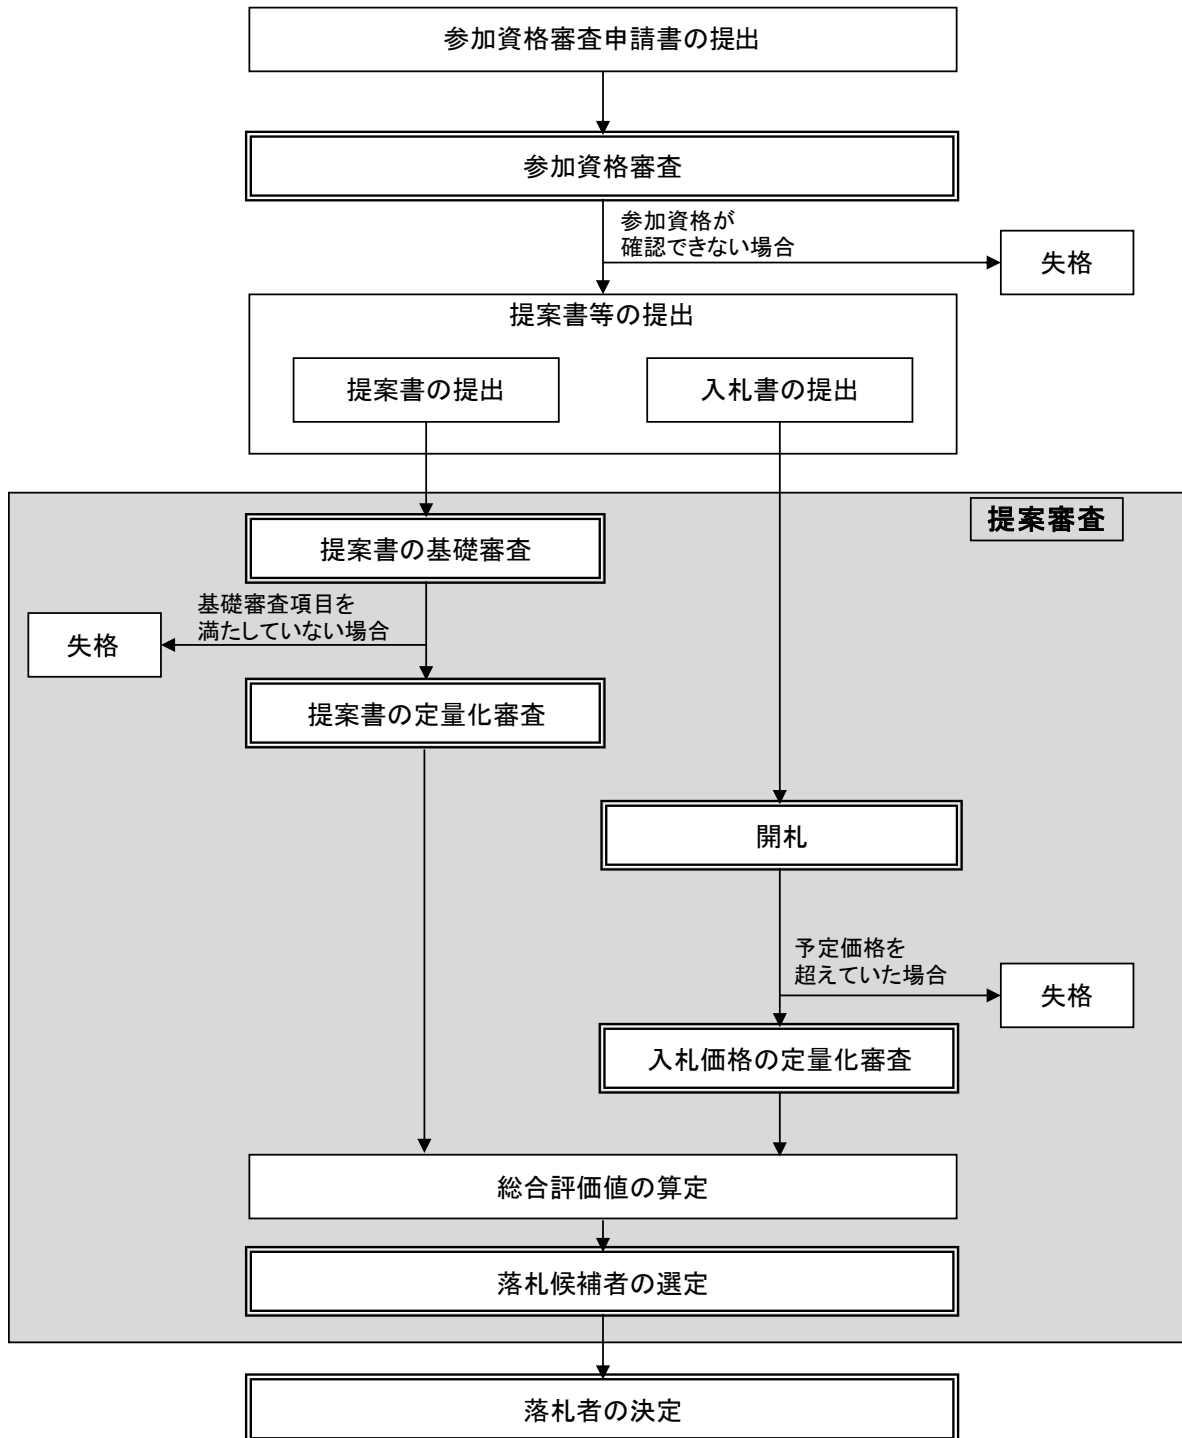 参加資格審査申請書の提出
参加資格審査
参加資格が
確認できない場合
失格
提案書等の提出
提案書の提出
入札書の提出
提案審査
提案書の基礎審査
基礎審査項目を
満たしていない場合
失格
提案書の定量化審査
開札
予定価格を
超えていた場合
失格
入札価格の定量化審査
総合評価値の算定
落札候補者の選定
落札者の決定